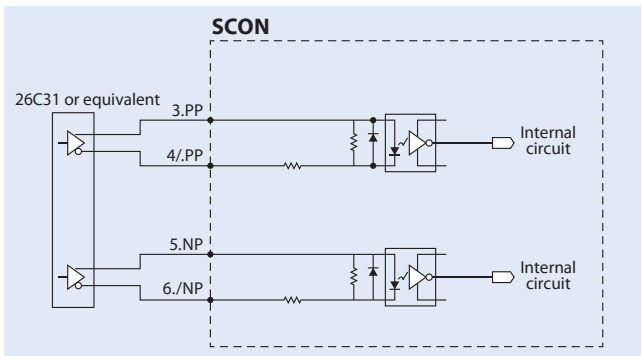 SCON
26C31 or equivalent
3.PP
4/.PP
Internal
circuit
5.NP
6./NP
Internal
circuit